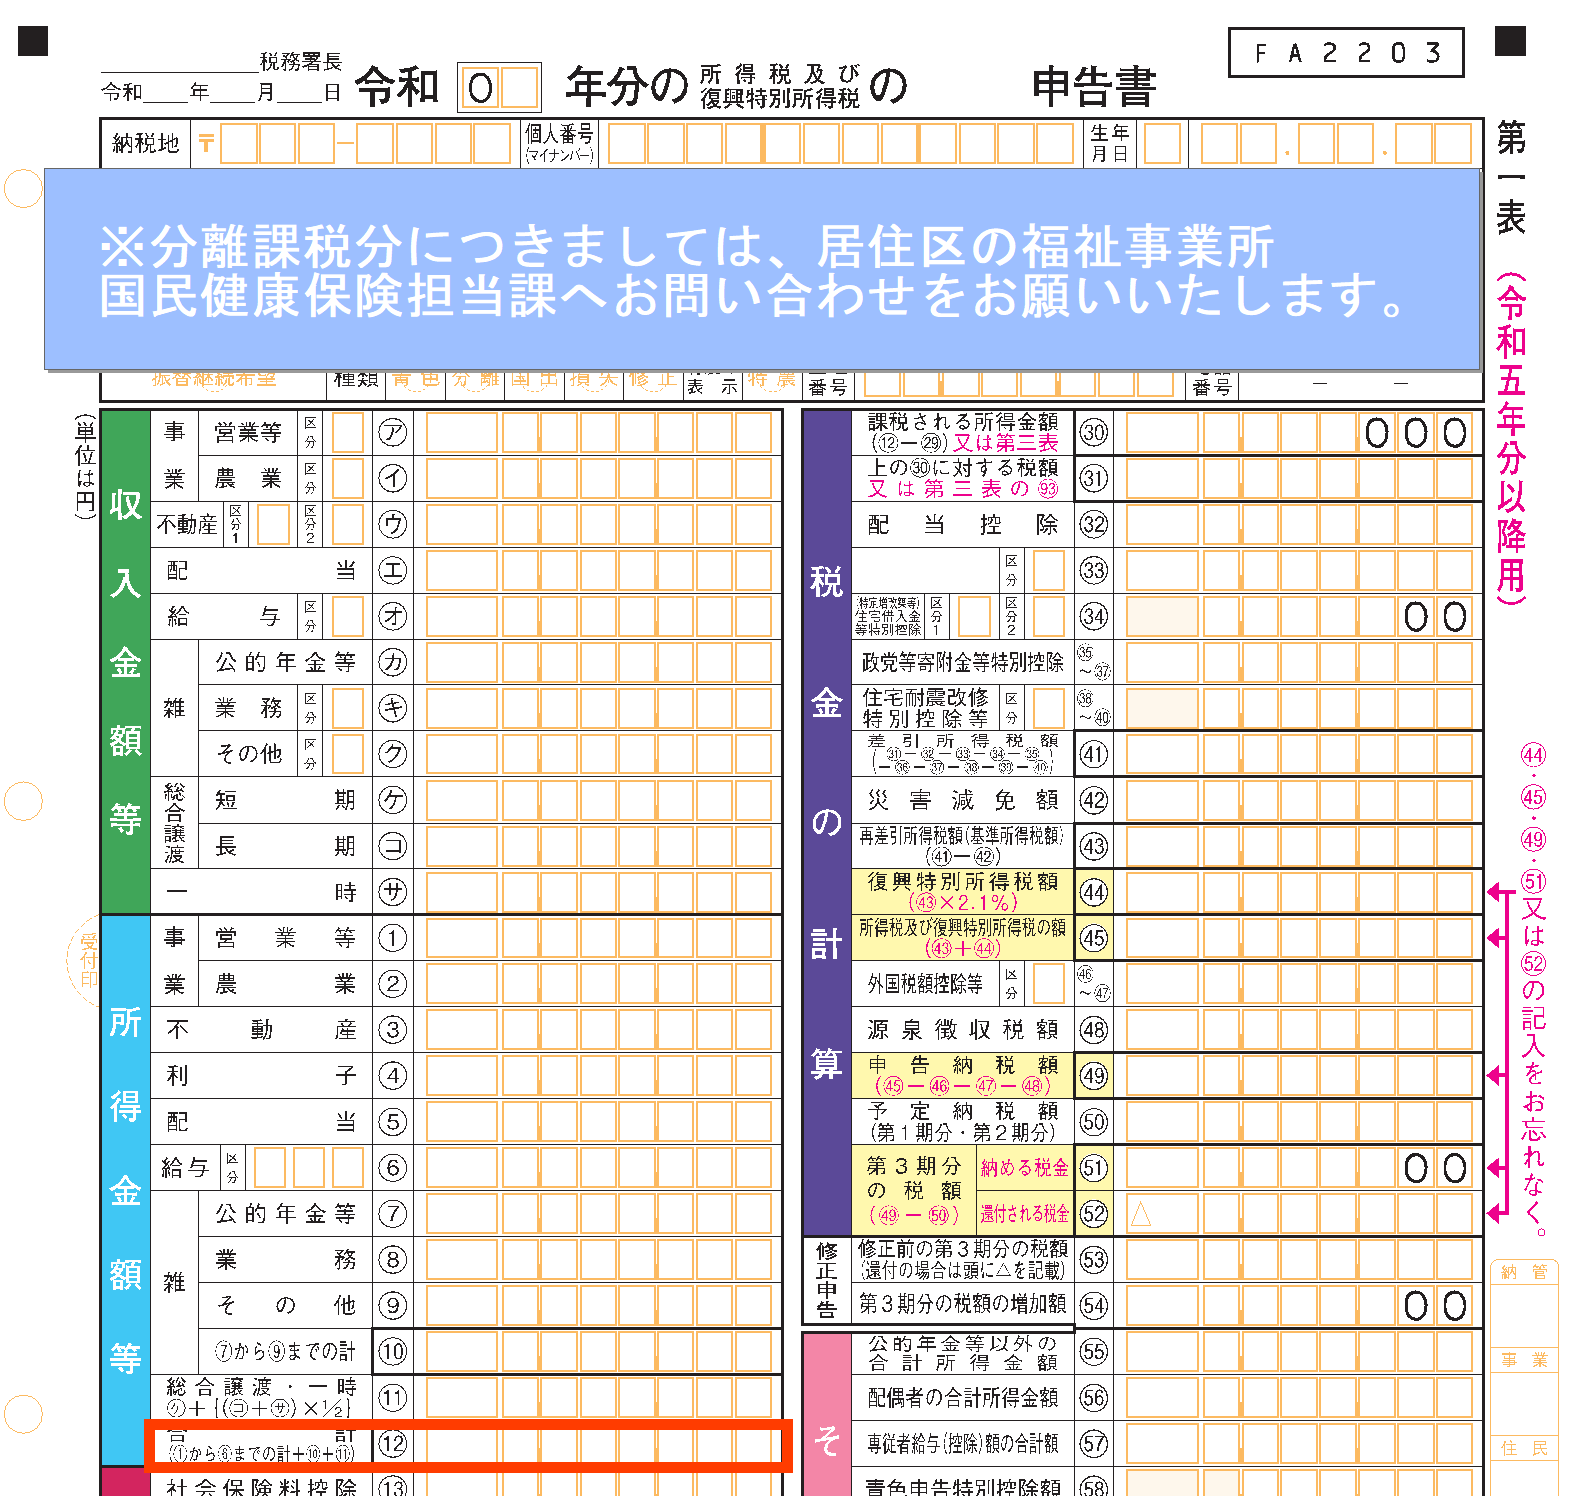 税務署長
令和 年 月 日
令和 0 年分の 所得税及び 復興特別所得税 の 申告書
FA2203
納税地 〒
個人番号
(マイナンバー)
生年
月日
※分離課税分につきましては、居住区の福祉事業所
国民健康保険担当課へお問い合わせをお願いいたします。
振替継続希望 種類 青色 分離 国出 損失 修正 表示 特農 番号 番号
第一表
(令和五年分以降用)
(単位は円)
収入金額等
事業 営業等 区分 ㋐
農業 区分 ㋑
不動産 区分1 区分2 ㋒
配当 ㋓
給与 区分 ㋔
雑 公的年金等 ㋕
業務 区分 ㋖
その他 区分 ㋗
総合譲渡 短期 ㋘
長期 ㋙
一時 ㋚
受付印
所得金額等
事業 営業等 ①
農業 ②
不動産 ③
利子 ④
配当 ⑤
給与 区分 ⑥
雑 公的年金等 ⑦
業務 ⑧
その他 ⑨
⑦から⑨までの計 ⑩
総合譲渡・一時
㋘+{(㋙+㋚)×1/2} ⑪
合計
(①から⑥までの計+⑩+⑪) ⑫
社会保険料控除 ⑬
税金の計算
課税される所得金額
(⑫-㉙)又は第三表 ㉚ 000
上の㉚に対する税額
又は第三表の93 ㉛
配当控除 ㉜
区分 ㉝
(特定増改築等)
住宅借入金
等特別控除 区分1 区分2 ㉞ 00
政党等寄附金等特別控除 ㉟~㊲
住宅耐震改修
特別控除等 区分 ㊳~㊵
差引所得税額
(㉛-㉜-㉝-㉞-㉟
-㊱-㊲-㊳-㊴-㊵) ㊶
災害減免額 ㊷
再差引所得税額(基準所得税額)
(㊶-㊷) ㊸
復興特別所得税額
(㊸×2.1%) ㊹
所得税及び復興特別所得税の額
(㊸+㊹) ㊺
外国税額控除等 区分 ㊻~㊼
源泉徴収税額 ㊽
申告納税額
(㊺-㊻-㊼-㊽) ㊾
予定納税額
(第1期分・第2期分) ㊿
第3期分の税額
(㊾-㊿)
納める税金 51 00
還付される税金 52 △
修正申告
修正前の第3期分の税額
(還付の場合は頭に△を記載) 53
第3期分の税額の増加額 54 00
そ
公的年金等以外の
合計所得金額 55
配偶者の合計所得金額 56
専従者給与(控除)額の合計額 57
青色申告特別控除額 58
㊹・㊺・㊾・51又は52の記入をお忘れなく。
納管
事業
住民